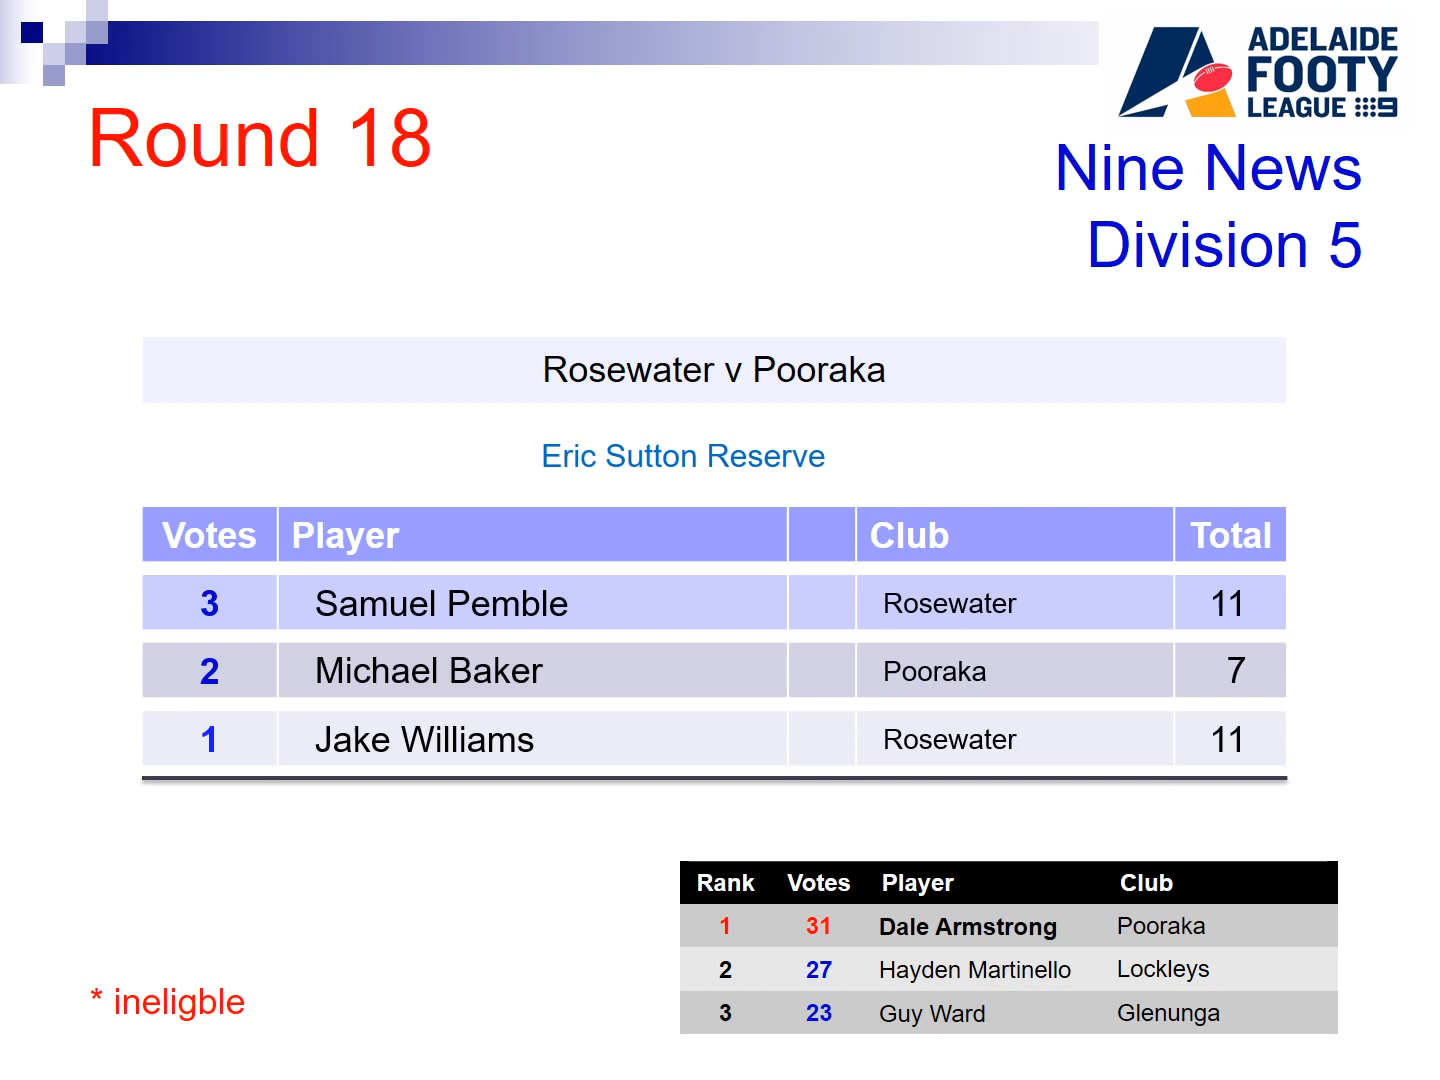 ADELAIDE
FOOTY
LEAGUE 9
Round 18
Nine News
Division 5
Rosewater v Pooraka
Eric Sutton Reserve
Votes Player Club Total
3 Samuel Pemble Rosewater 11
2 Michael Baker Pooraka 7
1 Jake Williams Rosewater 11
Rank Votes Player Club
1 31 Dale Armstrong Pooraka
2 27 Hayden Martinello Lockleys
3 23 Guy Ward Glenunga
* ineligble